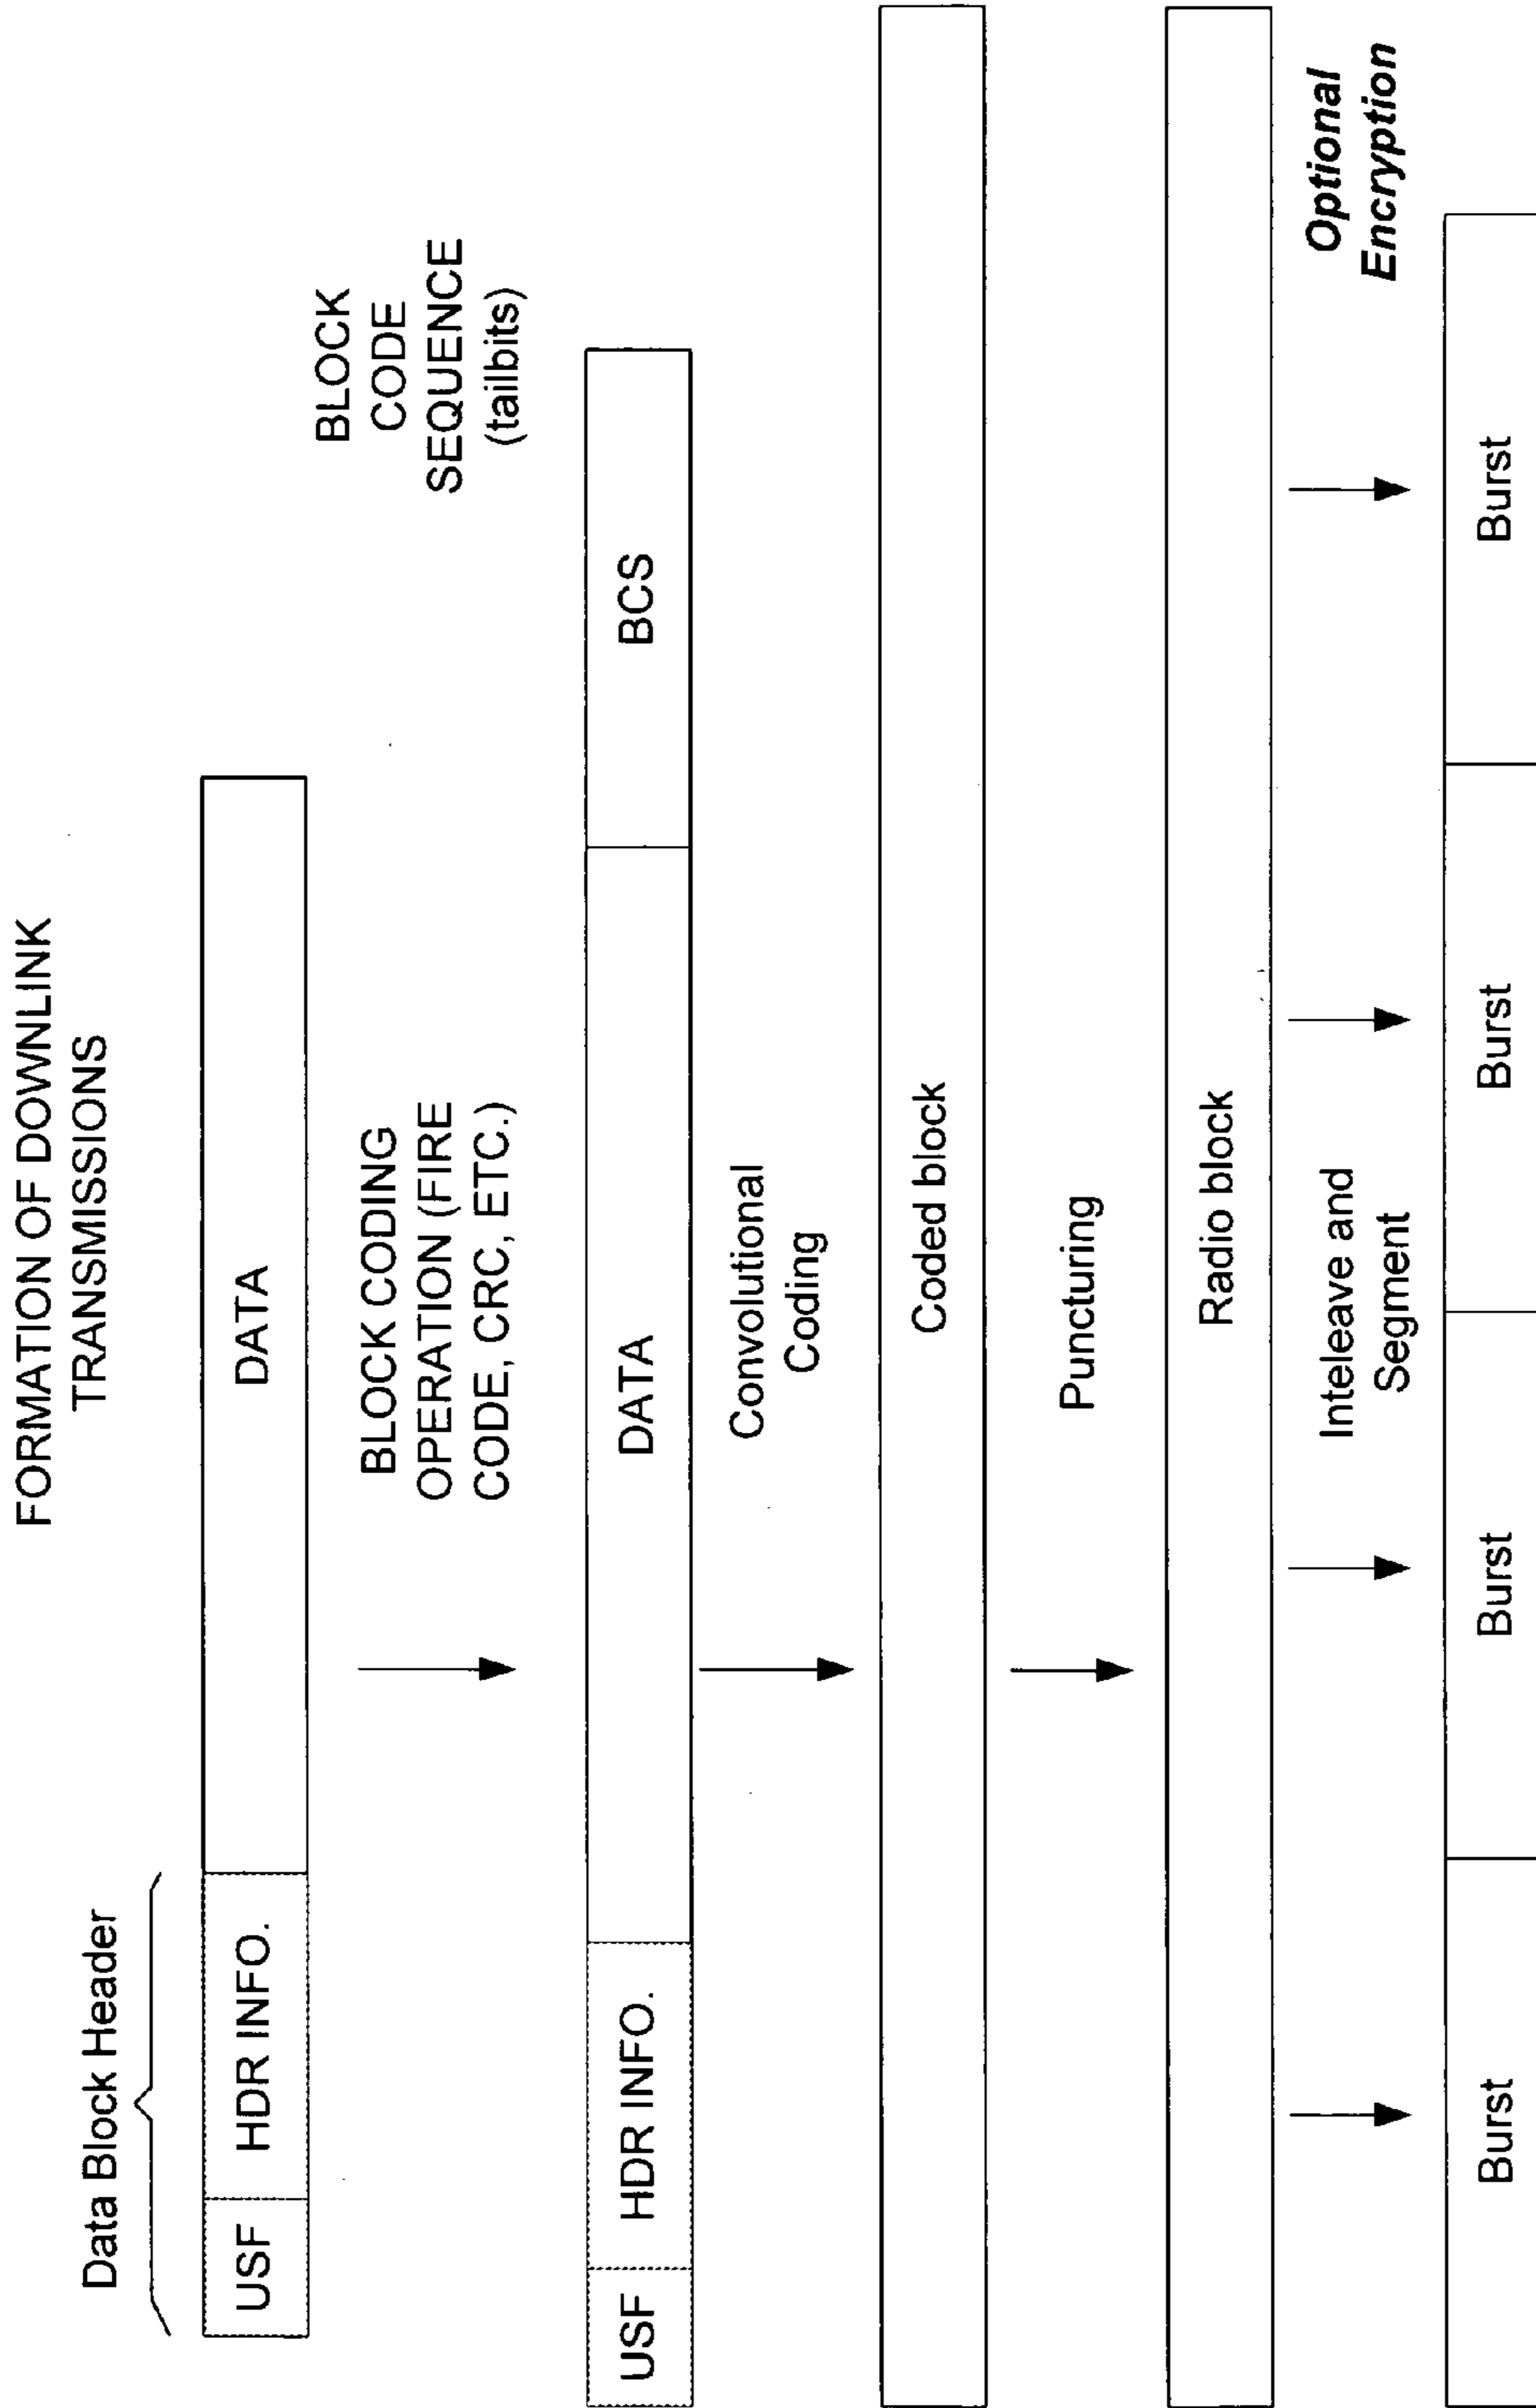 FORMATION OF DOWNLINK
TRANSMISSIONS
Data Block Header
USF
HDR INFO.
DATA
BLOCK CODING
OPERATION (FIRE
CODE, CRC, ETC.)
BLOCK
CODE
SEQUENCE
(tailbits)
USF
HDR INFO.
DATA
BCS
Convolutional
Coding
Coded block
Puncturing
Radio block
Inteleave and
Segment
Optional
Encryption
Burst
Burst
Burst
Burst